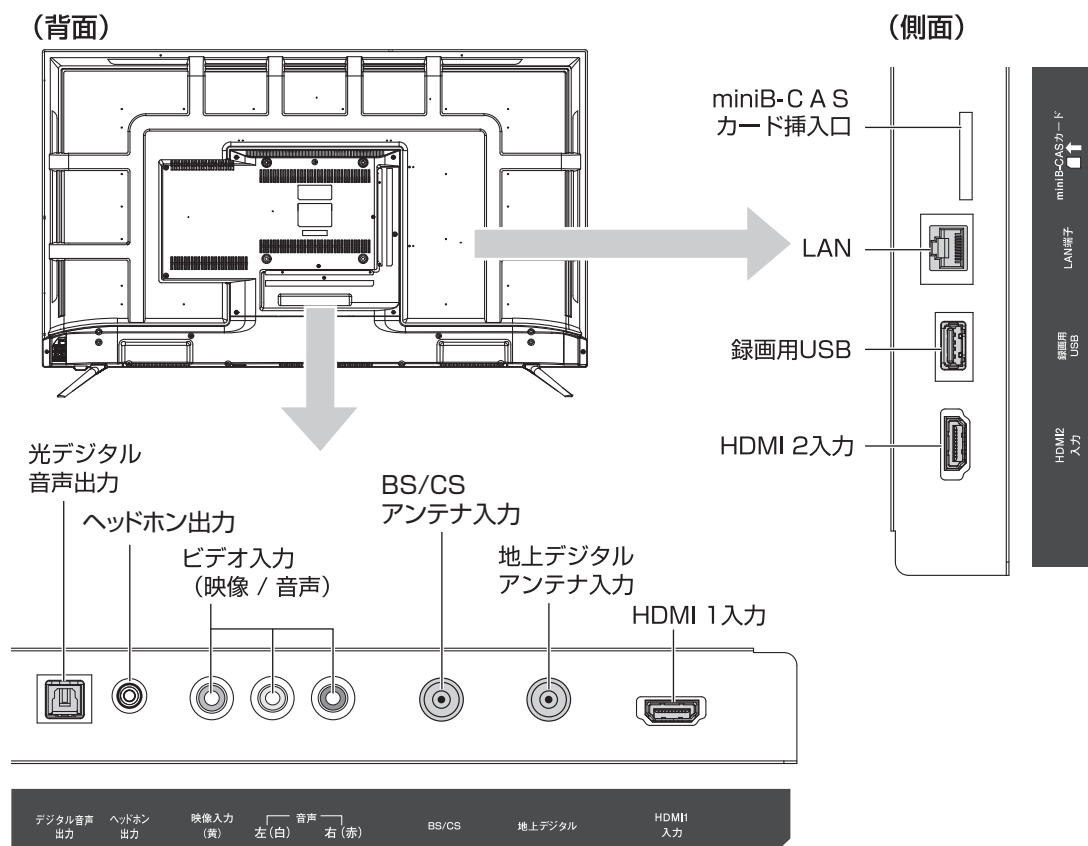 （背面）
（側面）
miniB-C A S
カード挿入口
LAN
録画用USB
HDMI 2入力
miniB-CASカード
LAN端子
録画用
USB
HDMI2
入力
光デジタル
音声出力
ヘッドホン出力
ビデオ入力
（映像 / 音声）
BS/CS
アンテナ入力
地上デジタル
アンテナ入力
HDMI 1入力
デジタル音声
出力
ヘッドホン
出力
映像入力
（黄）
音声
左（白）
右（赤）
BS/CS
地上デジタル
HDMI1
入力